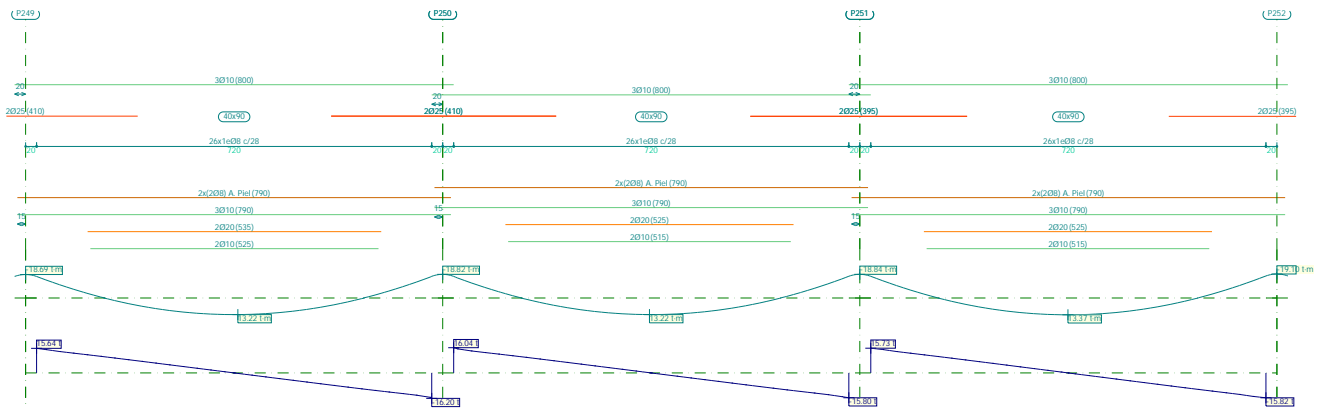 P249 P250 P251 P252
3Ø10 (800) 3Ø10 (800)
20 20
3Ø10 (800)
20
2Ø25 (410) 40x90 2Ø25 (410) 40x90 2Ø25 (395) 40x90 2Ø25 (395)
26x1eØ8 c/28 26x1eØ8 c/28 26x1eØ8 c/28
20 720 20 20 720 20 20 720 20
2x(2Ø8) A. Piel (790)
2x(2Ø8) A. Piel (790) 2x(2Ø8) A. Piel (790)
3Ø10 (790)
15 3Ø10 (790) 15 15 3Ø10 (790)
2Ø20 (525)
2Ø20 (535) 2Ø20 (525)
2Ø10 (515)
2Ø10 (525) 2Ø10 (515)
-18.69 t·m -18.82 t·m -18.84 t·m -19.10 t·m
13.22 t·m 13.22 t·m 13.37 t·m
15.64 t 16.04 t 15.73 t
-16.20 t -15.80 t -15.82 t